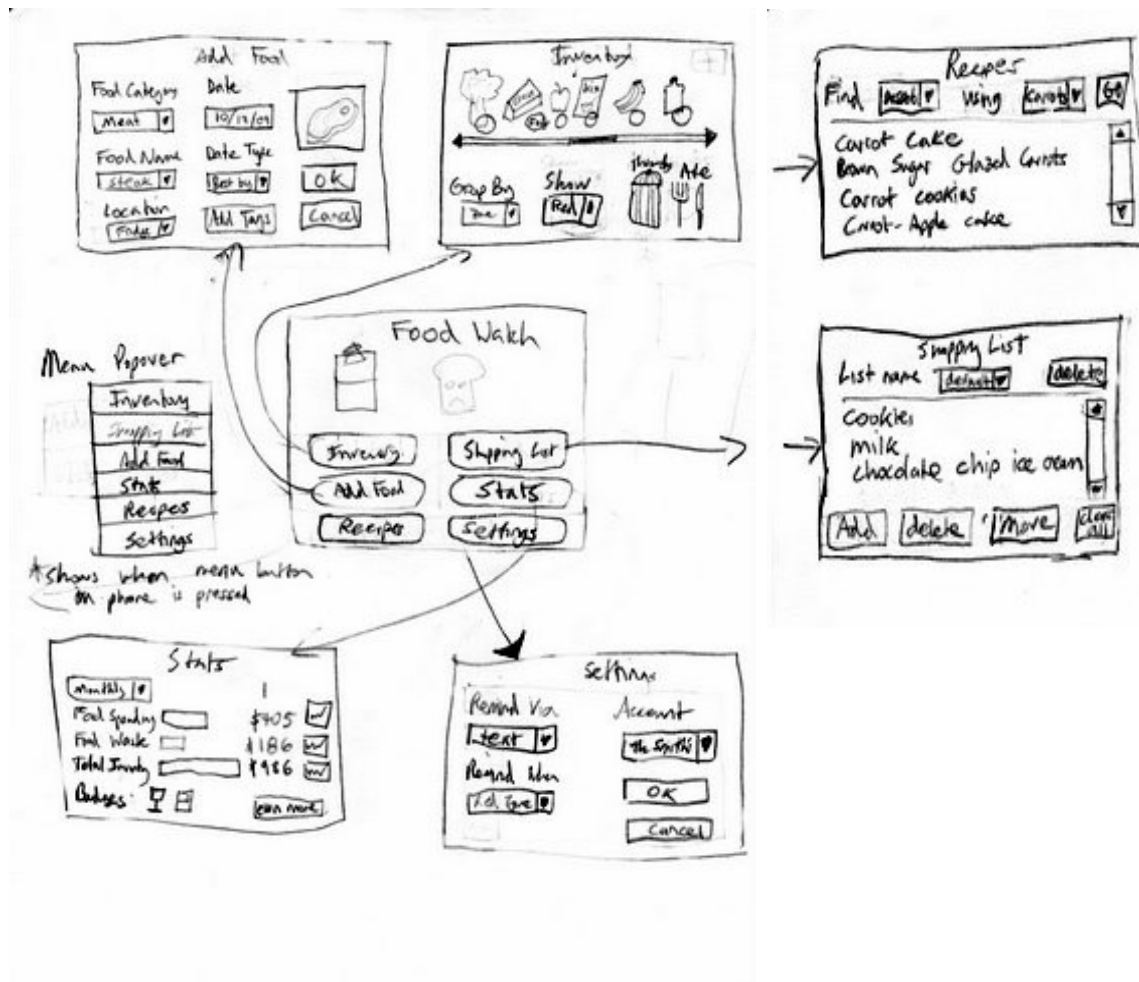 Add Food
Food Category
Date
Meat
10/12/09
Food Name
Date Type
Steak
Best by
OK
Location
Fridge
Add Tags
Cancel
Inventory
+
Group By
Show
Ate
Red
Recipes
Find
using
Go
Carrot Cake
Brown Sugar Glazed Carrots
Carrot cookies
Carrot-Apple cake
Menu Popover
Inventory
Shopping List
Add Food
Stats
Recipes
Settings
*Shows when menu button
on phone is pressed
Food Watch
Inventory
Shopping List
Add Food
Stats
Recipes
Settings
Shopping List
List name
default
delete
cookies
milk
chocolate chip ice cream
Add
delete
Move
clear
all
Stats
Monthly
Food Spending
$405
Food Waste
$186
$986
Badges:
Settings
Remind Via
Account
text
Remind when
OK
Cancel